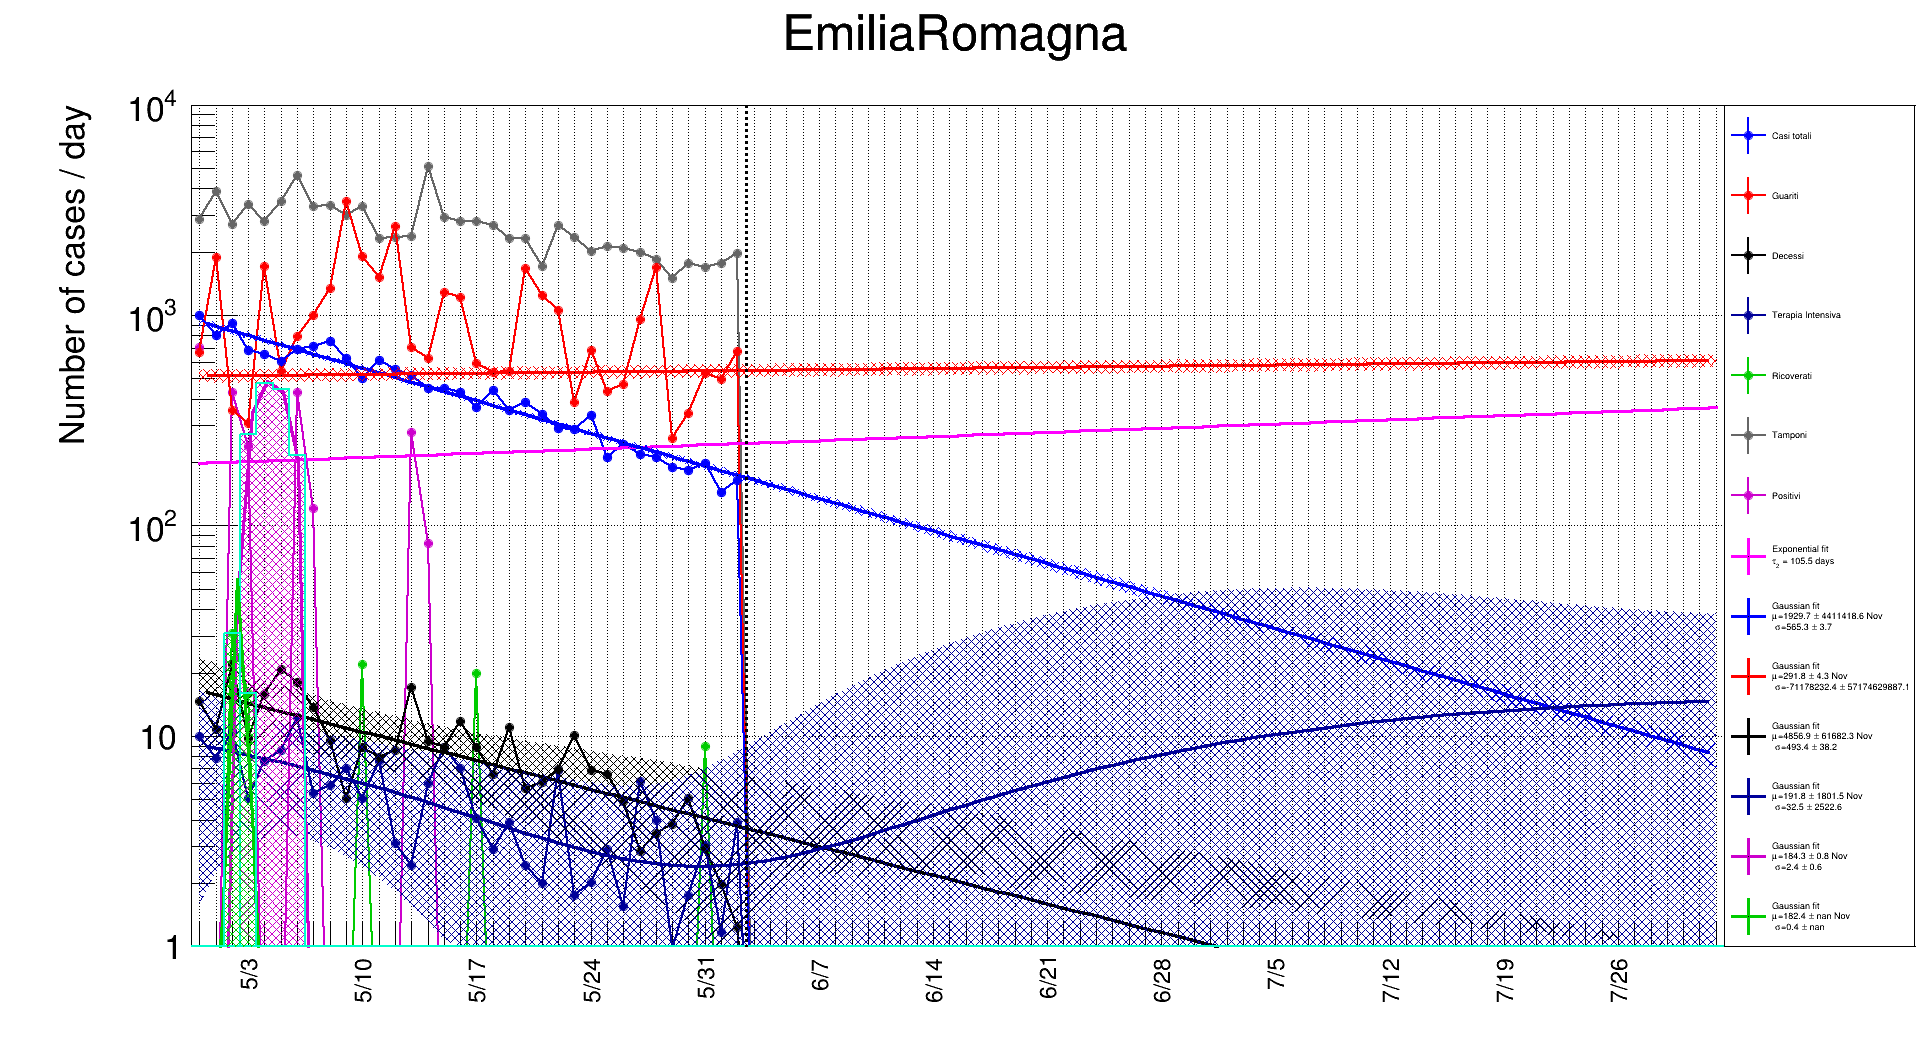 EmiliaRomagna
Number of cases / day
10^4
10^3
10^2
10
1
5/3
5/10
5/17
5/24
5/31
6/7
6/14
6/21
6/28
7/5
7/12
7/19
7/26
Casi totali
Guariti
Decessi
Terapia Intensiva
Ricoverati
Tamponi
Positivi
Exponential fit
τ₂ = 105.5 days
Gaussian fit
μ=1929.7 ± 4411418.6 Nov
σ=565.3 ± 3.7
Gaussian fit
μ=291.8 ± 4.3 Nov
σ=-71178232.4 ± 57174629887.1
Gaussian fit
μ=4856.9 ± 61682.3 Nov
σ=493.4 ± 38.2
Gaussian fit
μ=191.8 ± 1801.5 Nov
σ=32.5 ± 2522.6
Gaussian fit
μ=184.3 ± 0.8 Nov
σ=2.4 ± 0.6
Gaussian fit
μ=182.4 ± nan Nov
σ=0.4 ± nan